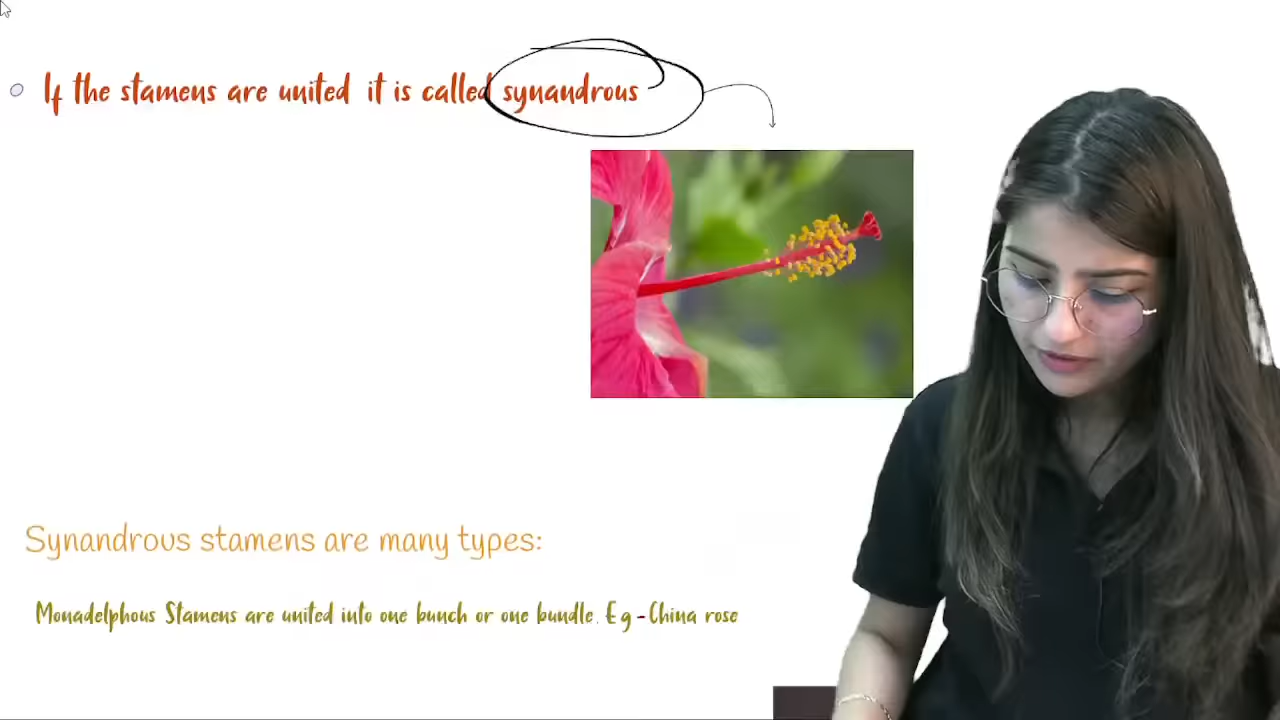 If the stamens are united it is called synandrous
Synandrous stamens are many types:
Monadelphous Stamens are united into one bunch or one bundle. Eg-China rose